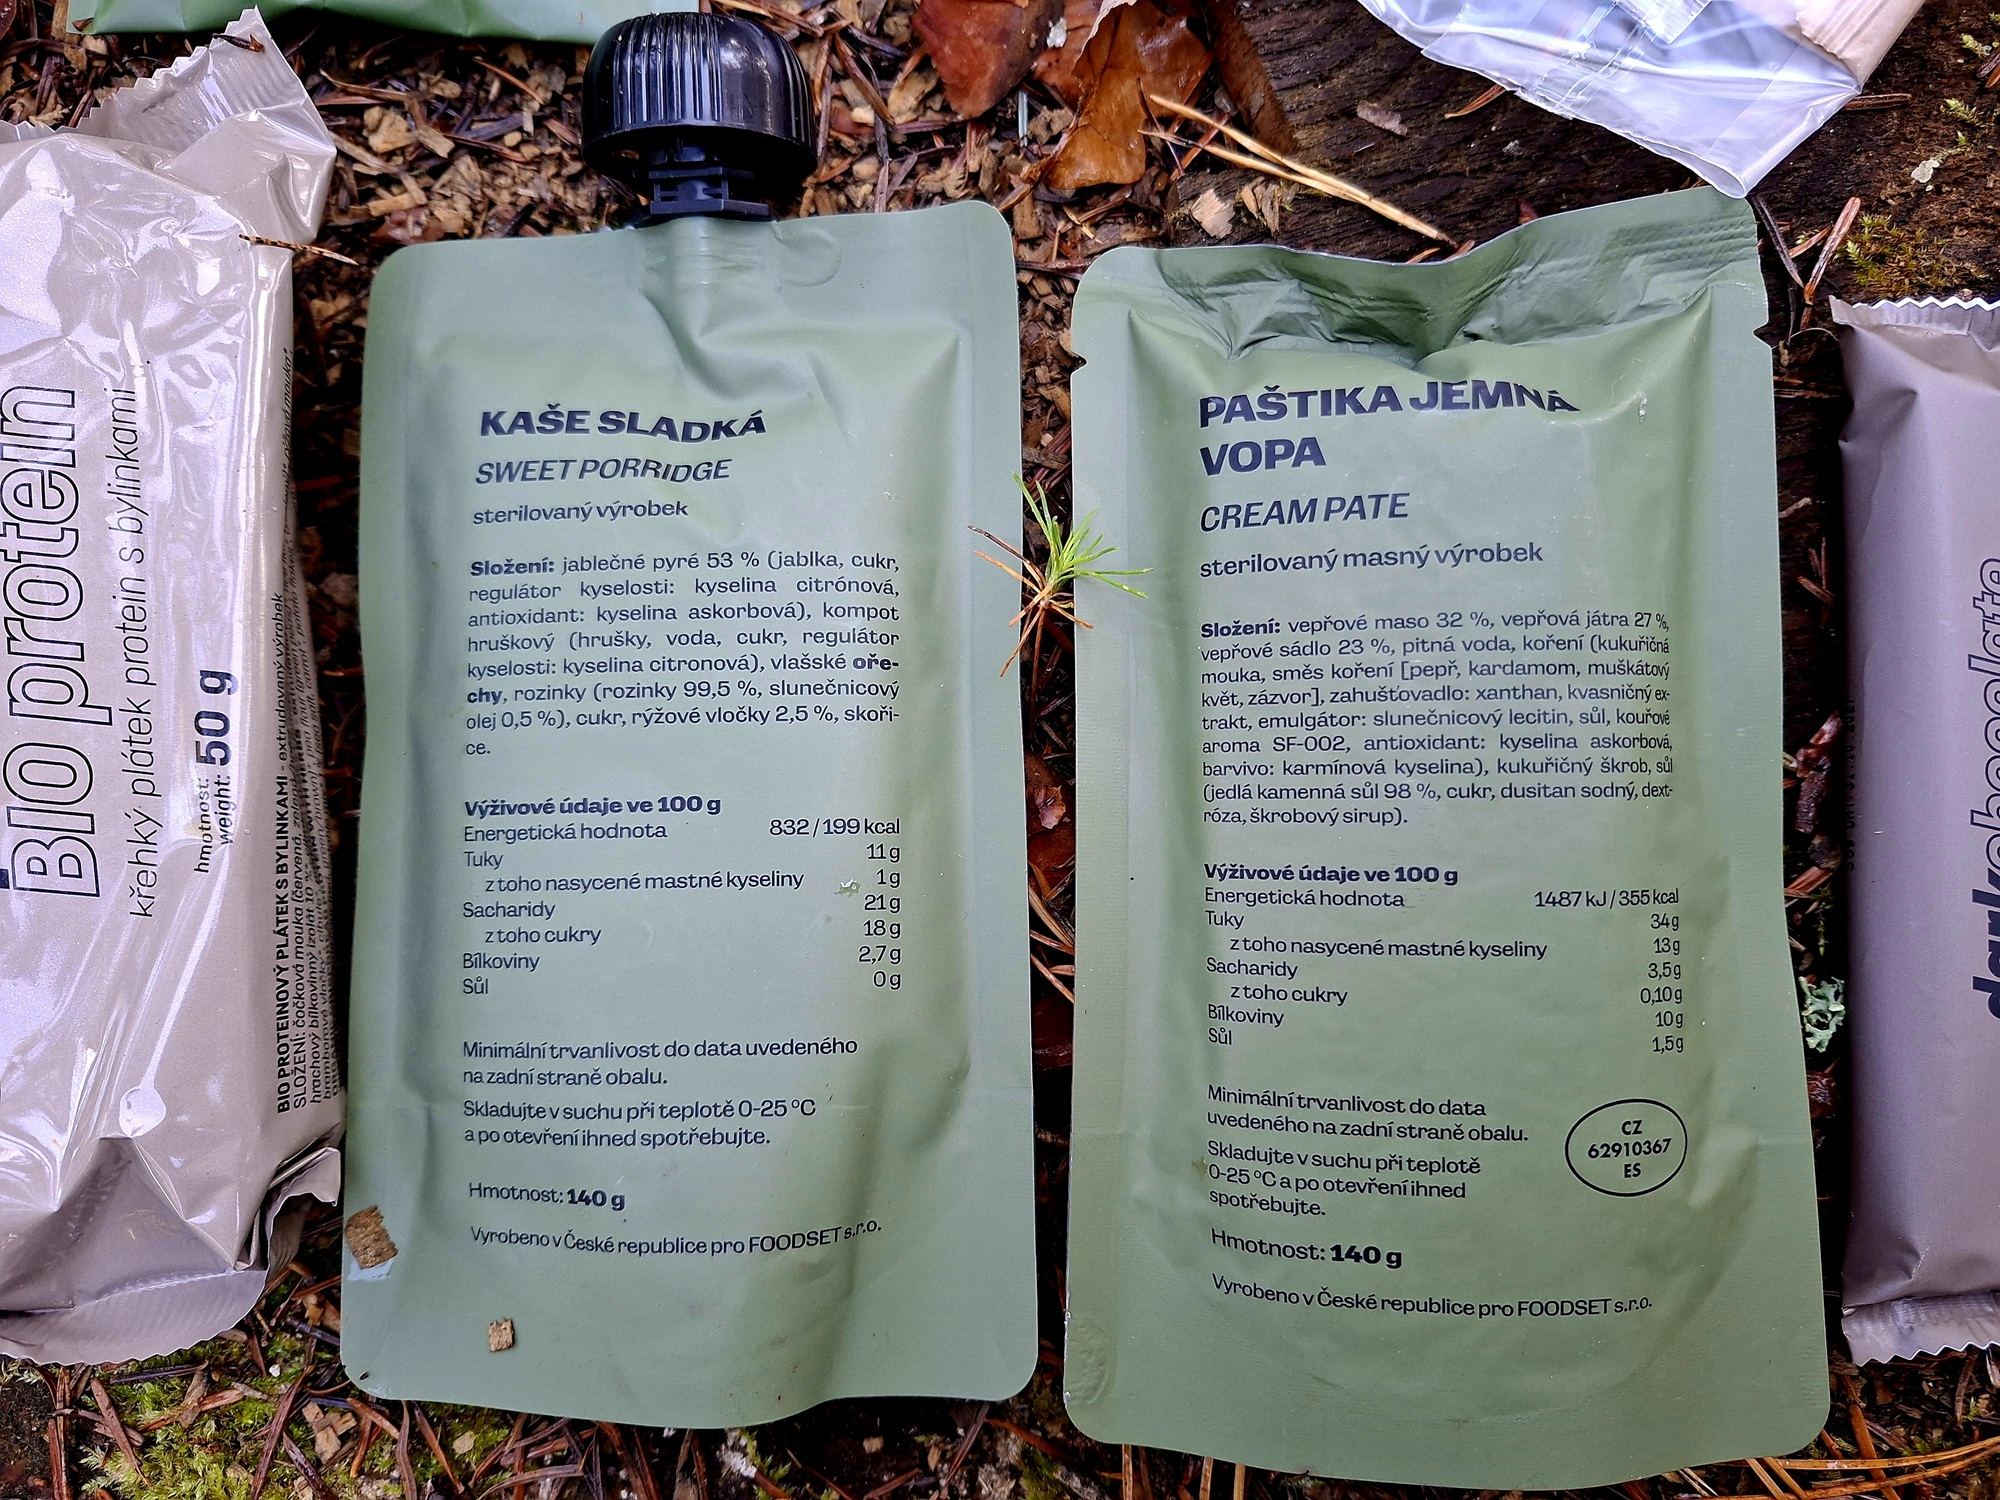 Bio protein
křehký plátek protein s bylinkami
hmotnost:
weight: 50 g
BIO PROTEINOVÝ PLÁTEK S BYLINKAMI - extrudovaný výrobek
SLOŽENÍ: čočková mouka červená,
hrachový bílkovinný izolát 10 %
KAŠE SLADKÁ
SWEET PORRIDGE
sterilovaný výrobek
Složení: jablečné pyré 53 % (jablka, cukr,
regulátor kyselosti: kyselina citrónová,
antioxidant: kyselina askorbová), kompot
hruškový (hrušky, voda, cukr, regulátor
kyselosti: kyselina citronová), vlašské oře-
chy, rozinky (rozinky 99,5 %, slunečnicový
olej 0,5 %), cukr, rýžové vločky 2,5 %, skoři-
ce.
Výživové údaje ve 100 g
Energetická hodnota 832 / 199 kcal
Tuky 11 g
z toho nasycené mastné kyseliny 1 g
Sacharidy 21 g
z toho cukry 18 g
Bílkoviny 2,7 g
Sůl 0 g
Minimální trvanlivost do data uvedeného
na zadní straně obalu.
Skladujte v suchu při teplotě 0-25 °C
a po otevření ihned spotřebujte.
Hmotnost: 140 g
Vyrobeno v České republice pro FOODSET s.r.o.
PAŠTIKA JEMNÁ
VOPA
CREAM PATE
sterilovaný masný výrobek
Složení: vepřové maso 32 %, vepřová játra 27 %,
vepřové sádlo 23 %, pitná voda, koření (kukuřičná
mouka, směs koření [pepř, kardamom, muškátový
květ, zázvor], zahušťovadlo: xanthan, kvasničný ex-
trakt, emulgátor: slunečnicový lecitin, sůl, kouřové
aroma SF-002, antioxidant: kyselina askorbová,
barvivo: karmínová kyselina), kukuřičný škrob, sůl
(jedlá kamenná sůl 98 %, cukr, dusitan sodný, dext-
róza, škrobový sirup).
Výživové údaje ve 100 g
Energetická hodnota 1487 kJ / 355 kcal
Tuky 34 g
z toho nasycené mastné kyseliny 13 g
Sacharidy 3,5 g
z toho cukry 0,10 g
Bílkoviny 10 g
Sůl 1,5 g
Minimální trvanlivost do data
uvedeného na zadní straně obalu.
Skladujte v suchu při teplotě
0-25 °C a po otevření ihned
spotřebujte.
CZ
62910367
ES
Hmotnost: 140 g
Vyrobeno v České republice pro FOODSET s.r.o.